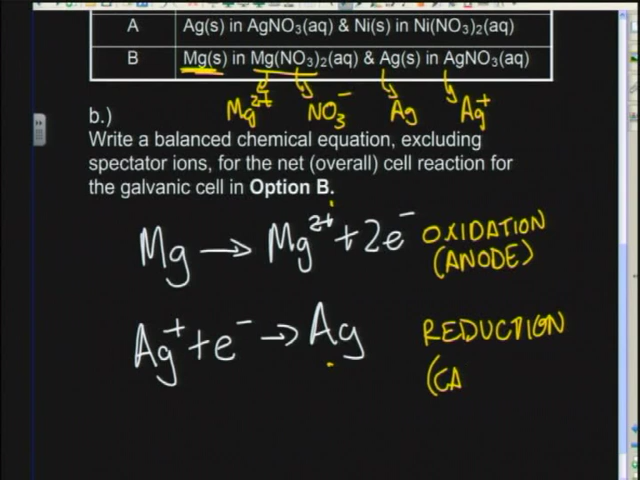 A Ag(s) in AgNO₃(aq) & Ni(s) in Ni(NO₃)₂(aq)
B Mg(s) in Mg(NO₃)₂(aq) & Ag(s) in AgNO₃(aq)
Mg²⁺ NO₃⁻ Ag Ag⁺
b.)
Write a balanced chemical equation, excluding
spectator ions, for the net (overall) cell reaction for
the galvanic cell in Option B.
Mg → Mg²⁺ + 2e⁻ OXIDATION
(ANODE)
Ag⁺ + e⁻ → Ag REDUCTION
(CA